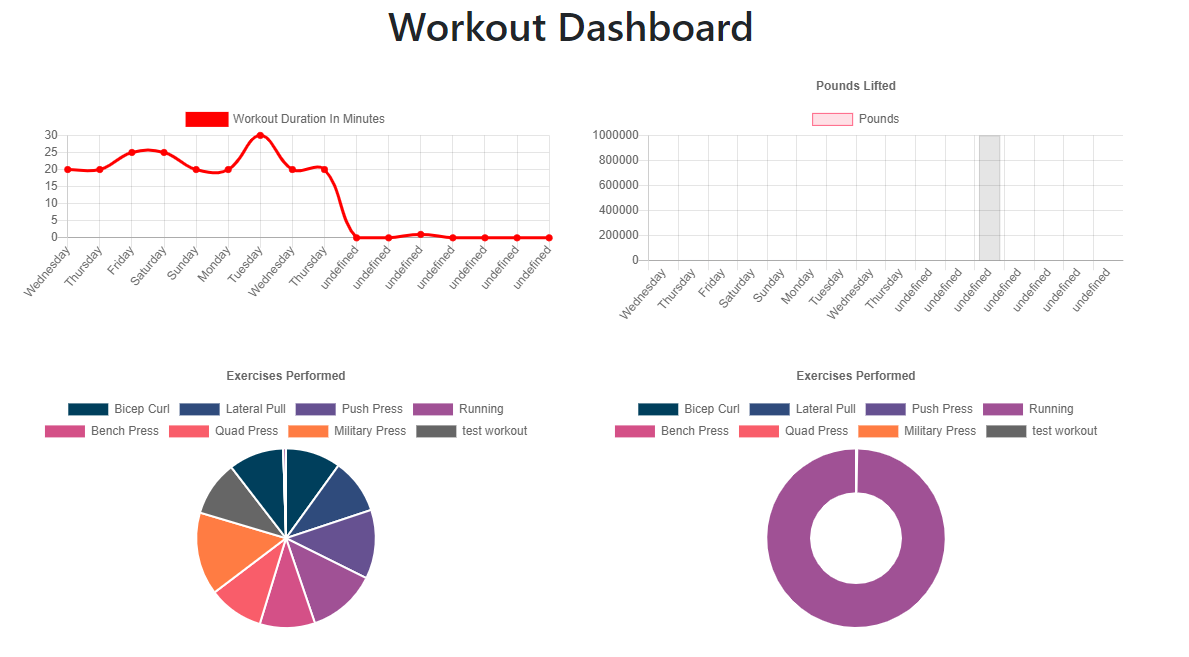 Workout Dashboard
Workout Duration In Minutes
30
25
20
15
10
5
0
Wednesday Thursday Friday Saturday Sunday Monday Tuesday Wednesday Thursday undefined undefined undefined undefined undefined undefined undefined
Pounds Lifted
Pounds
1000000
800000
600000
400000
200000
0
Wednesday Thursday Friday Saturday Sunday Monday Tuesday Wednesday Thursday undefined undefined undefined undefined undefined undefined undefined
Exercises Performed
Bicep Curl Lateral Pull Push Press Running
Bench Press Quad Press Military Press test workout
Exercises Performed
Bicep Curl Lateral Pull Push Press Running
Bench Press Quad Press Military Press test workout